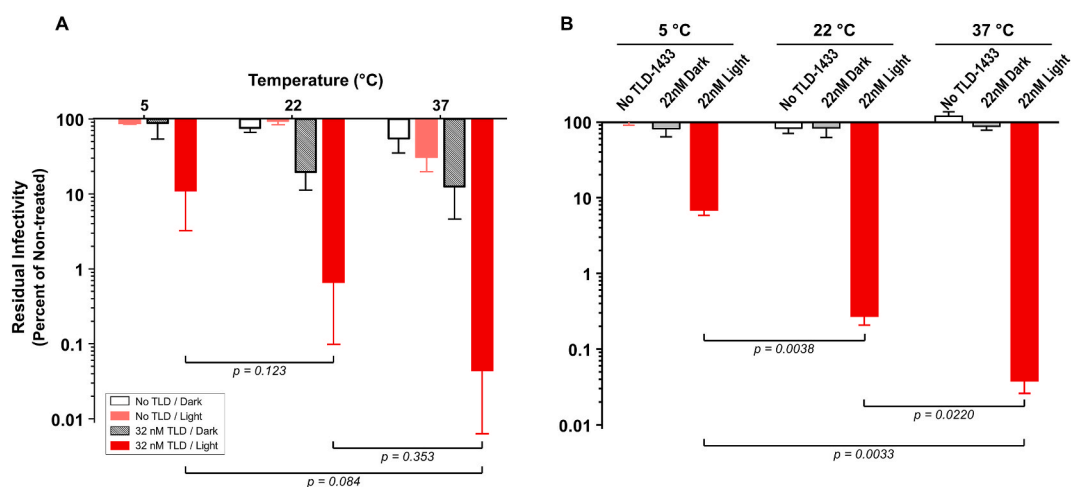 A
Temperature (°C)
5 22 37
Residual Infectivity
(Percent of Non-treated)
100
10
1
0.1
0.01
p = 0.123
p = 0.353
p = 0.084
No TLD / Dark
No TLD / Light
32 nM TLD / Dark
32 nM TLD / Light
B
5 °C 22 °C 37 °C
No TLD-1433
22nM Dark
22nM Light
No TLD-1433
22nM Dark
22nM Light
No TLD-1433
22nM Dark
22nM Light
100
10
1
0.1
0.01
p = 0.0038
p = 0.0220
p = 0.0033